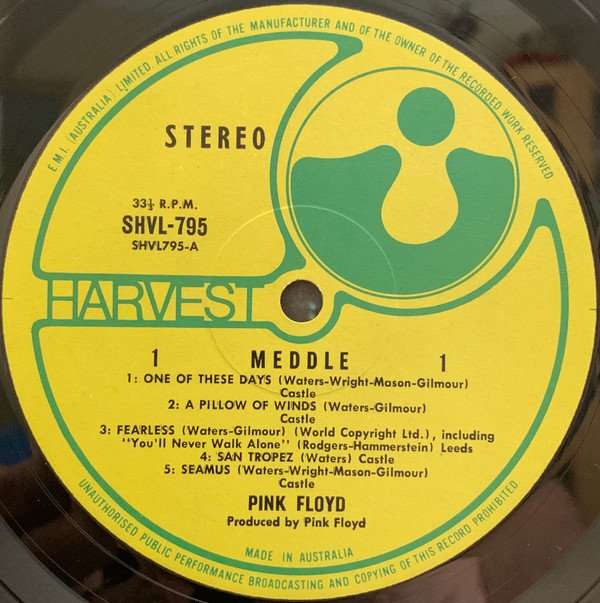 E.M.I. (AUSTRALIA) LIMITED. ALL RIGHTS OF THE MANUFACTURER AND OF THE OWNER OF THE RECORDED WORK RESERVED.
STEREO
33⅓ R.P.M.
SHVL-795
SHVL795-A
HARVEST
1 MEDDLE 1
1: ONE OF THESE DAYS (Waters-Wright-Mason-Gilmour)
Castle
2: A PILLOW OF WINDS (Waters-Gilmour)
Castle
3: FEARLESS (Waters-Gilmour) (World Copyright Ltd.), including
"You'll Never Walk Alone" (Rodgers-Hammerstein) Leeds
4: SAN TROPEZ (Waters) Castle
5: SEAMUS (Waters-Wright-Mason-Gilmour)
Castle
PINK FLOYD
Produced by Pink Floyd
MADE IN AUSTRALIA
UNAUTHORISED PUBLIC PERFORMANCE BROADCASTING AND COPYING OF THIS RECORD PROHIBITED